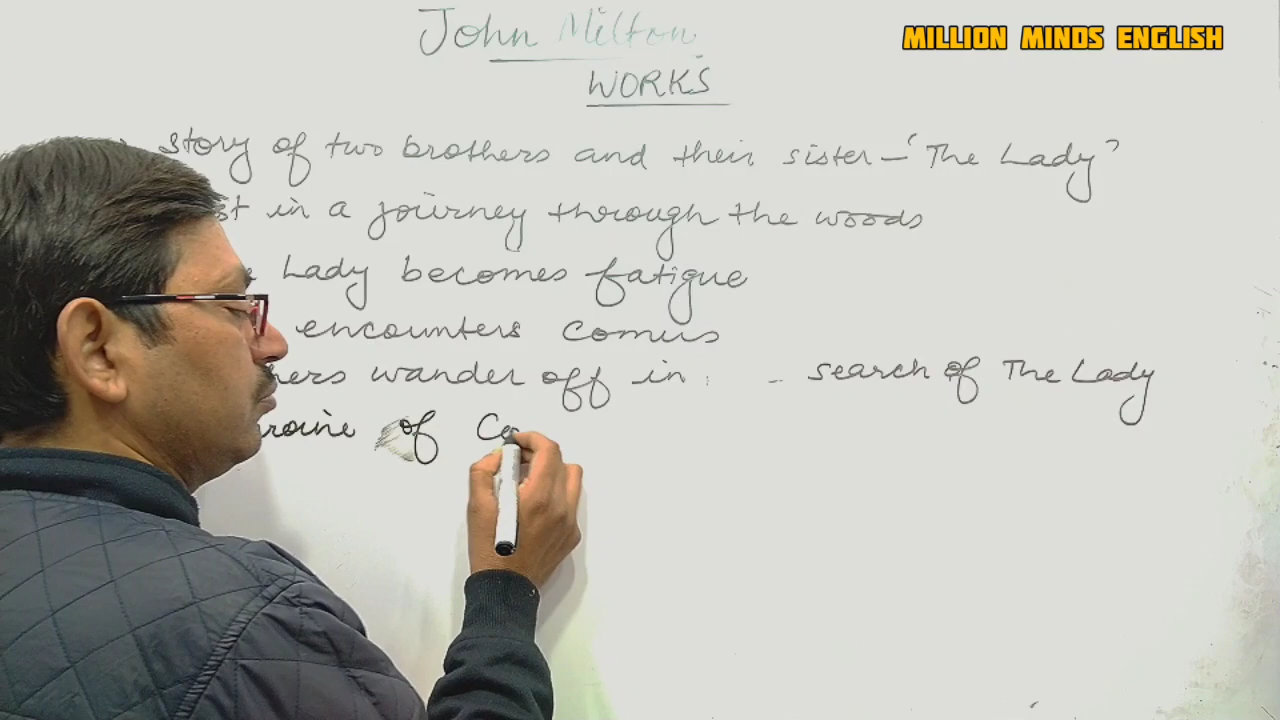 John Milton
MILLION MINDS ENGLISH
WORKS
story of two brothers and their sister - 'The Lady'
in a journey through the woods
Lady becomes fatigue
encounters comus
wander off in search of The Lady
of Co